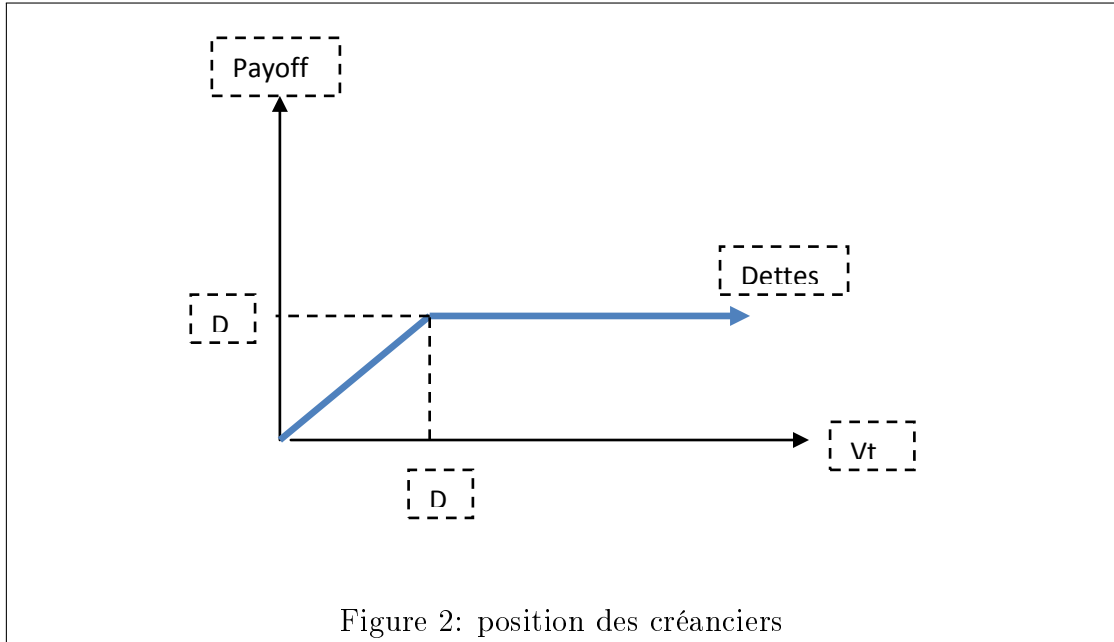 Payoff
Dettes
D
Vt
D
Figure 2: position des créanciers